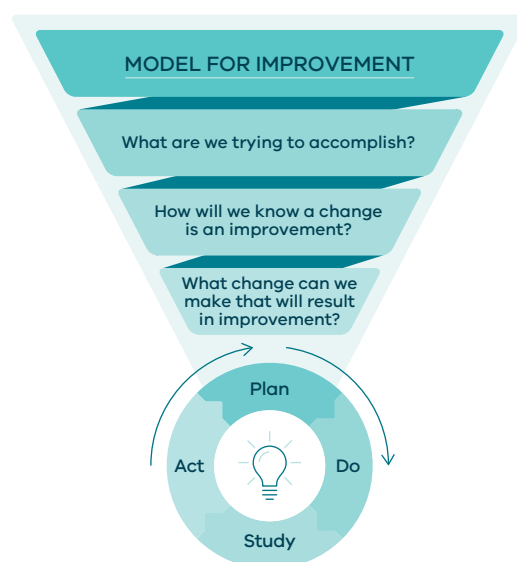 MODEL FOR IMPROVEMENT
What are we trying to accomplish?
How will we know a change
is an improvement?
What change can we
make that will result
in improvement?
Plan
Act
Do
Study